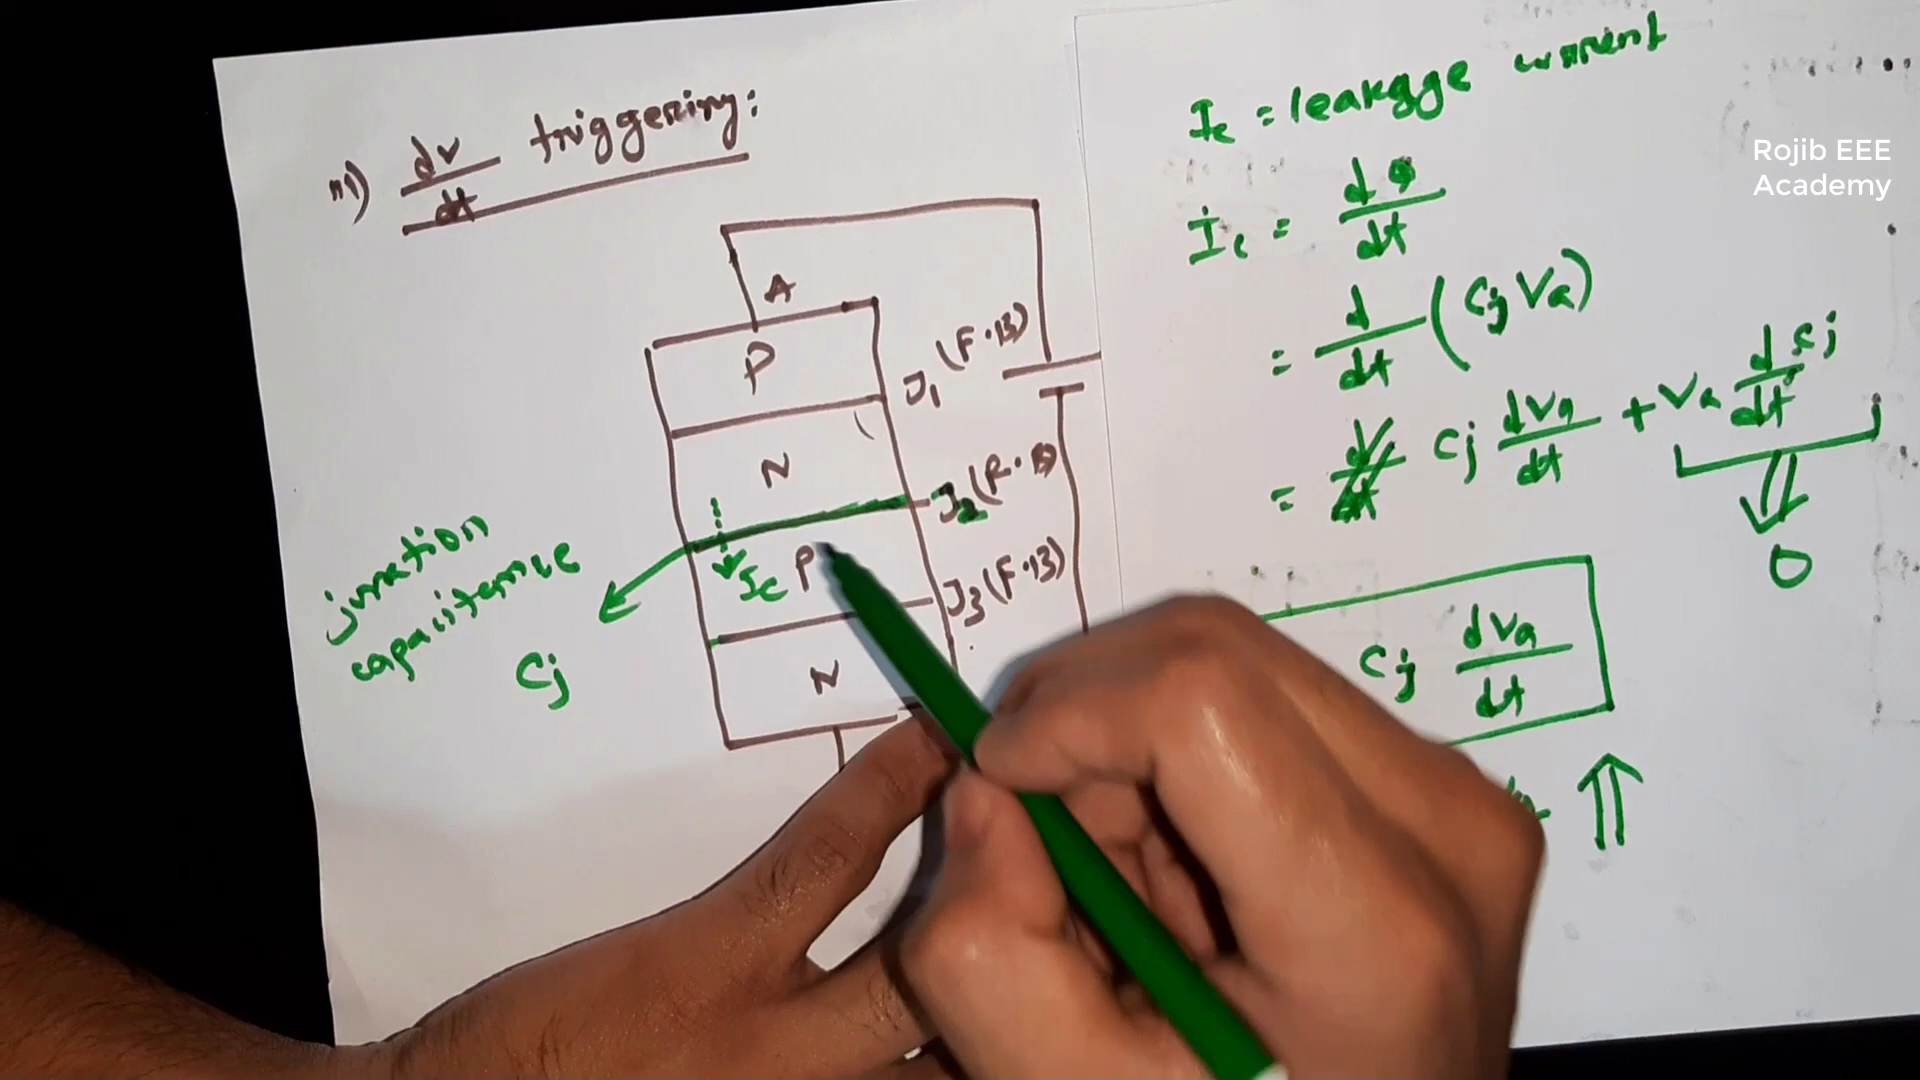 iii) dv/dt triggering:
A
P
J1 (F.B)
N
J2 (R.B)
P
Ic
J3 (F.B)
N
junction
capacitance
Cj
Ic = leakage current
Ic = dQ/dt
= d/dt (Cj Va)
= Cj dVa/dt + Va dCj/dt
0
Cj dVa/dt
Rojib EEE
Academy